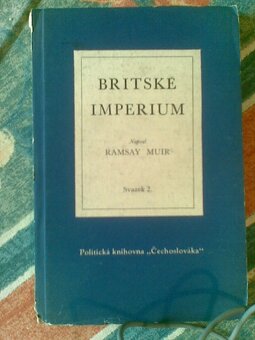 BRITSKÉ
IMPERIUM
Napsal
RAMSAY MUIR
Svazek 2.
Politická knihovna „Čechoslováka“